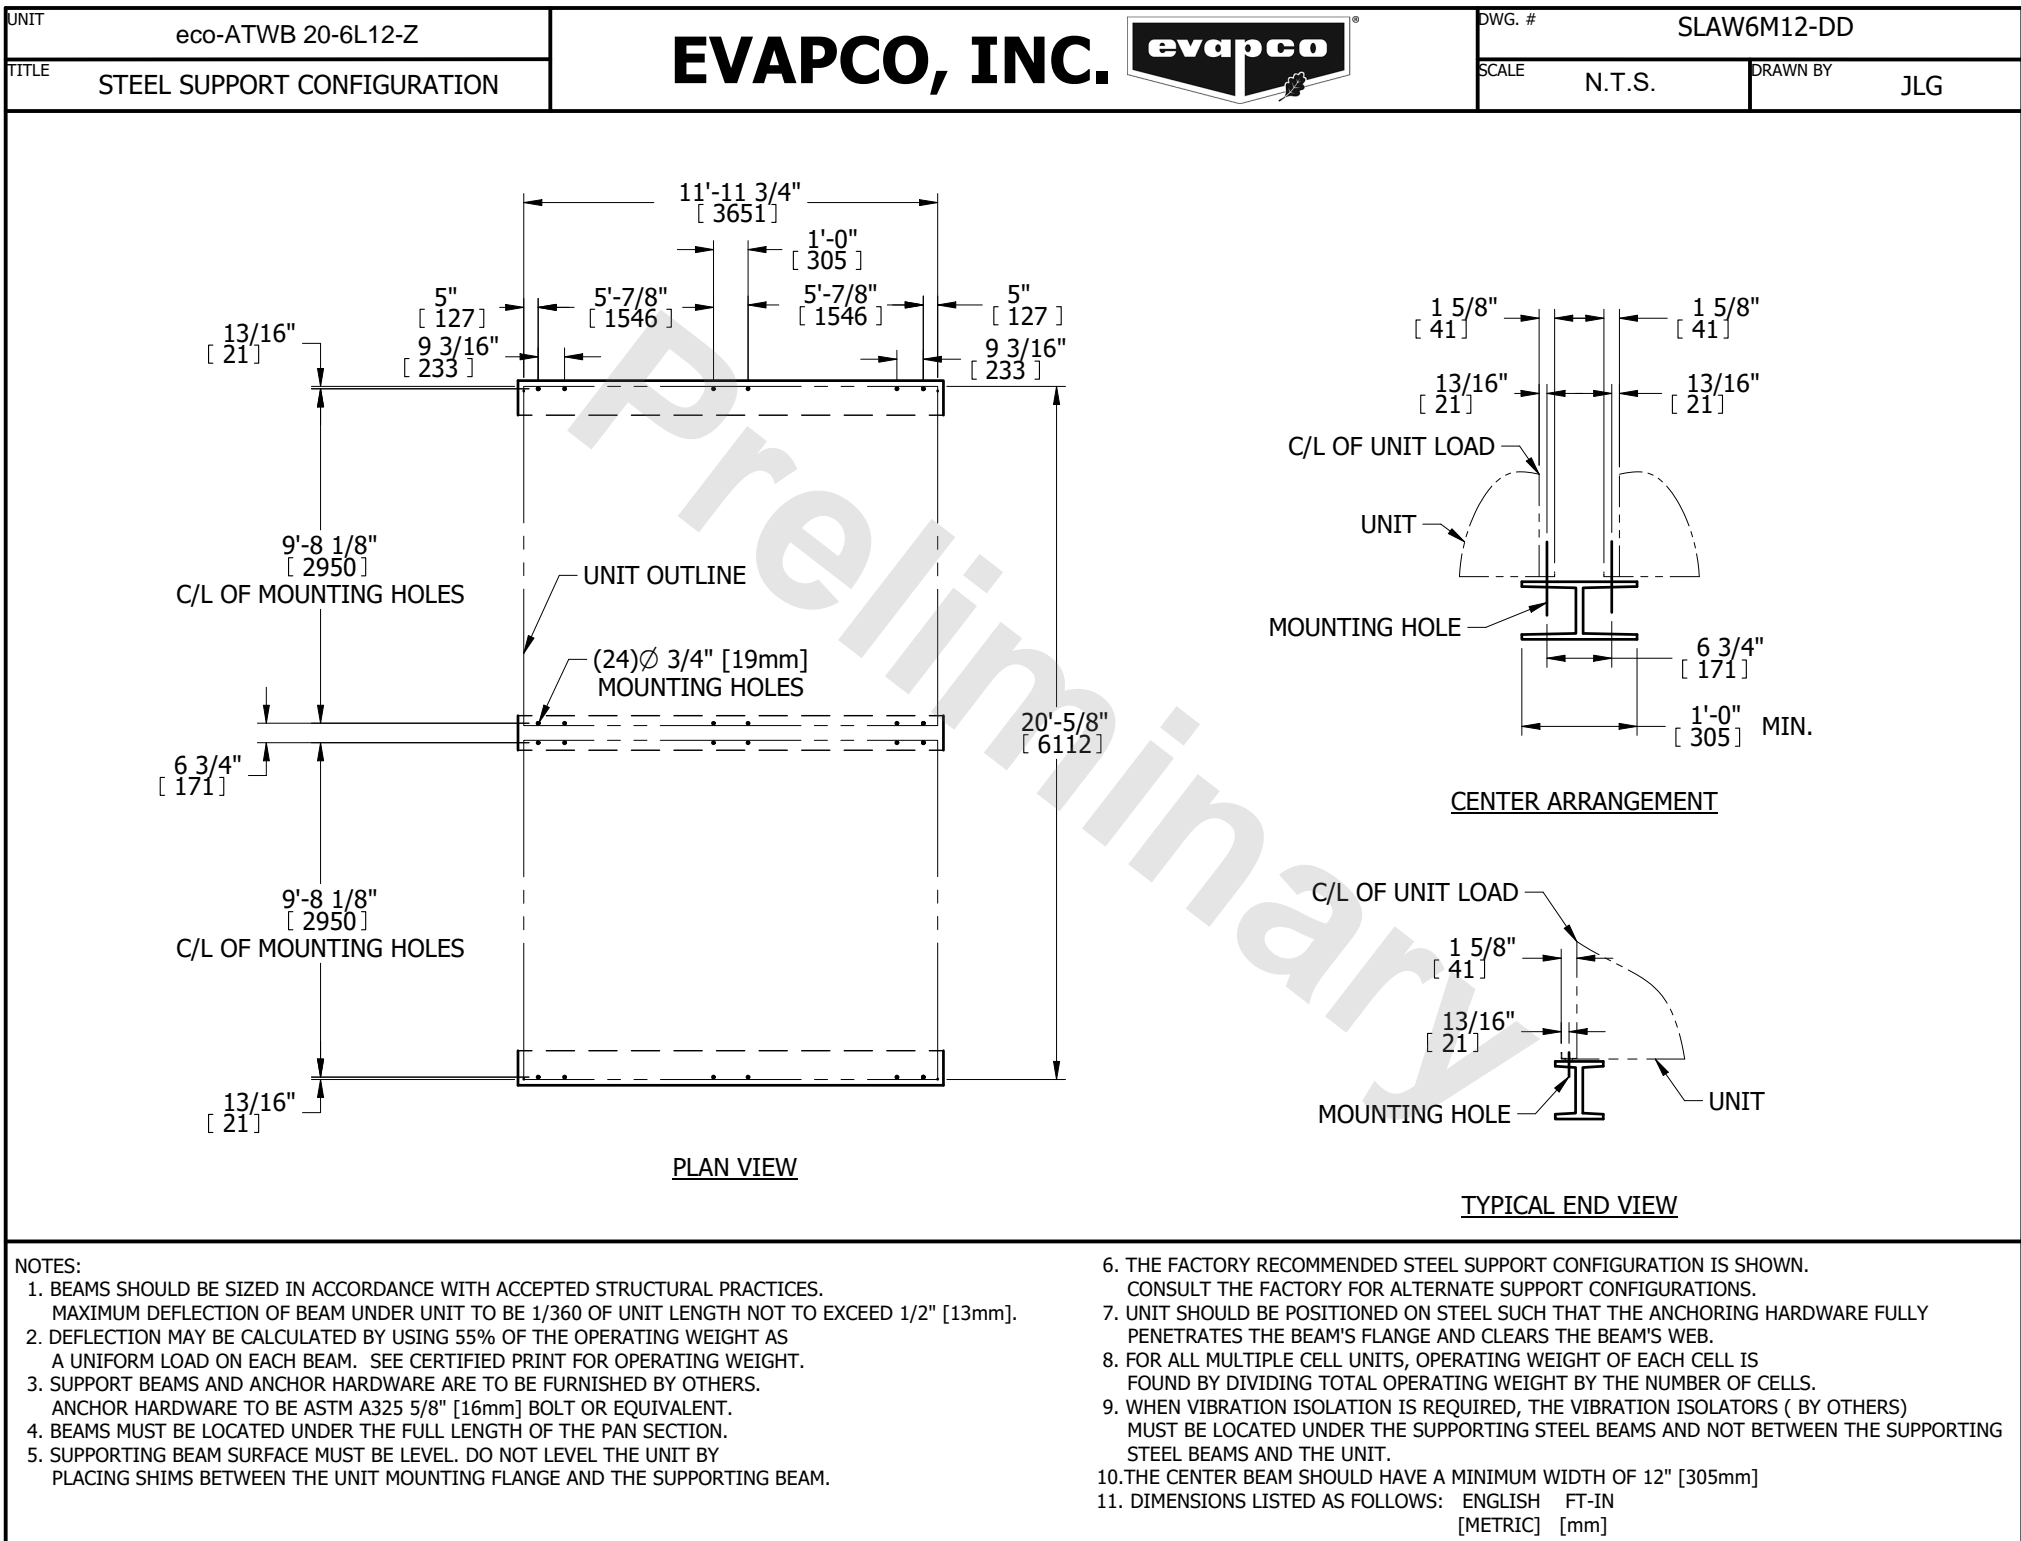 UNIT
eco-ATWB 20-6L12-Z
TITLE
STEEL SUPPORT CONFIGURATION
EVAPCO, INC.
evapco
®
DWG. #
SLAW6M12-DD
SCALE
N.T.S.
DRAWN BY
JLG
11'-11 3/4"
[ 3651]
1'-0"
[ 305 ]
5"
[ 127]
5'-7/8"
[ 1546 ]
5'-7/8"
[ 1546 ]
5"
[ 127 ]
13/16"
[ 21]
9 3/16"
[ 233 ]
9 3/16"
[ 233 ]
9'-8 1/8"
[ 2950]
C/L OF MOUNTING HOLES
UNIT OUTLINE
(24)Ø 3/4" [19mm]
MOUNTING HOLES
20'-5/8"
[ 6112]
6 3/4"
[ 171]
9'-8 1/8"
[ 2950]
C/L OF MOUNTING HOLES
13/16"
[ 21]
PLAN VIEW
1 5/8"
[ 41]
1 5/8"
[ 41]
13/16"
[ 21]
13/16"
[ 21]
C/L OF UNIT LOAD
UNIT
MOUNTING HOLE
6 3/4"
[ 171]
1'-0"
[ 305]
MIN.
CENTER ARRANGEMENT
C/L OF UNIT LOAD
1 5/8"
[ 41]
13/16"
[ 21]
MOUNTING HOLE
UNIT
TYPICAL END VIEW
Preliminary
NOTES:
1. BEAMS SHOULD BE SIZED IN ACCORDANCE WITH ACCEPTED STRUCTURAL PRACTICES.
MAXIMUM DEFLECTION OF BEAM UNDER UNIT TO BE 1/360 OF UNIT LENGTH NOT TO EXCEED 1/2" [13mm].
2. DEFLECTION MAY BE CALCULATED BY USING 55% OF THE OPERATING WEIGHT AS
A UNIFORM LOAD ON EACH BEAM. SEE CERTIFIED PRINT FOR OPERATING WEIGHT.
3. SUPPORT BEAMS AND ANCHOR HARDWARE ARE TO BE FURNISHED BY OTHERS.
ANCHOR HARDWARE TO BE ASTM A325 5/8" [16mm] BOLT OR EQUIVALENT.
4. BEAMS MUST BE LOCATED UNDER THE FULL LENGTH OF THE PAN SECTION.
5. SUPPORTING BEAM SURFACE MUST BE LEVEL. DO NOT LEVEL THE UNIT BY
PLACING SHIMS BETWEEN THE UNIT MOUNTING FLANGE AND THE SUPPORTING BEAM.
6. THE FACTORY RECOMMENDED STEEL SUPPORT CONFIGURATION IS SHOWN.
CONSULT THE FACTORY FOR ALTERNATE SUPPORT CONFIGURATIONS.
7. UNIT SHOULD BE POSITIONED ON STEEL SUCH THAT THE ANCHORING HARDWARE FULLY
PENETRATES THE BEAM'S FLANGE AND CLEARS THE BEAM'S WEB.
8. FOR ALL MULTIPLE CELL UNITS, OPERATING WEIGHT OF EACH CELL IS
FOUND BY DIVIDING TOTAL OPERATING WEIGHT BY THE NUMBER OF CELLS.
9. WHEN VIBRATION ISOLATION IS REQUIRED, THE VIBRATION ISOLATORS ( BY OTHERS)
MUST BE LOCATED UNDER THE SUPPORTING STEEL BEAMS AND NOT BETWEEN THE SUPPORTING
STEEL BEAMS AND THE UNIT.
10.THE CENTER BEAM SHOULD HAVE A MINIMUM WIDTH OF 12" [305mm]
11. DIMENSIONS LISTED AS FOLLOWS: ENGLISH FT-IN
[METRIC] [mm]